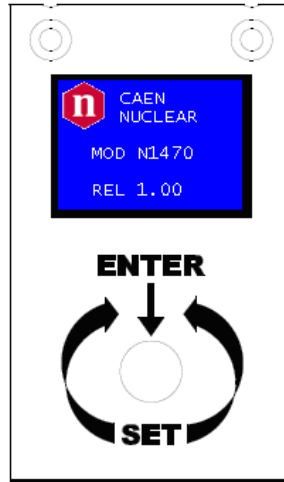 n CAEN
NUCLEAR
MOD N1470
REL 1.00
ENTER
SET